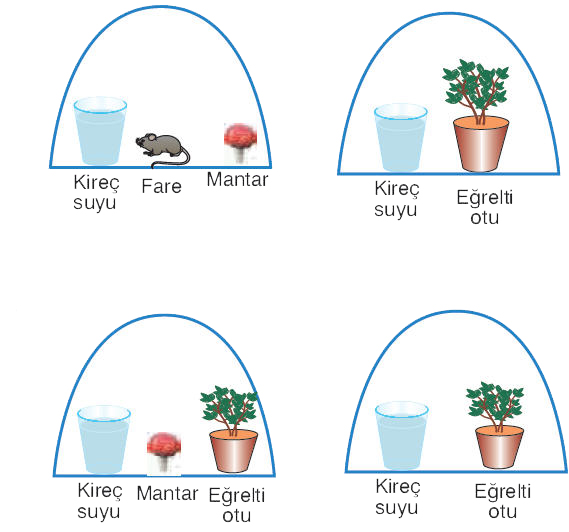 Kireç
suyu
Fare
Mantar
Kireç
suyu
Eğrelti
otu
Kireç
suyu
Mantar
Eğrelti
otu
Kireç
suyu
Eğrelti
otu